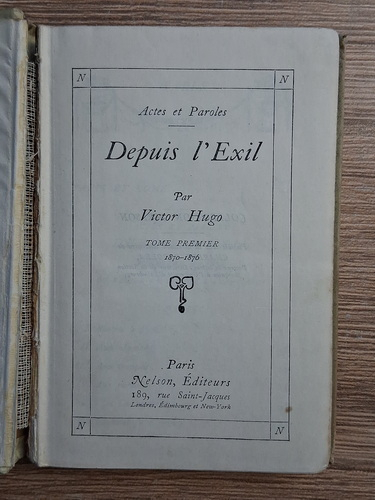 N N
Actes et Paroles
Depuis l'Exil
Par
Victor Hugo
TOME PREMIER
1870-1876
Paris
Nelson, Éditeurs
189, rue Saint-Jacques
Londres, Édimbourg et New-York
N N